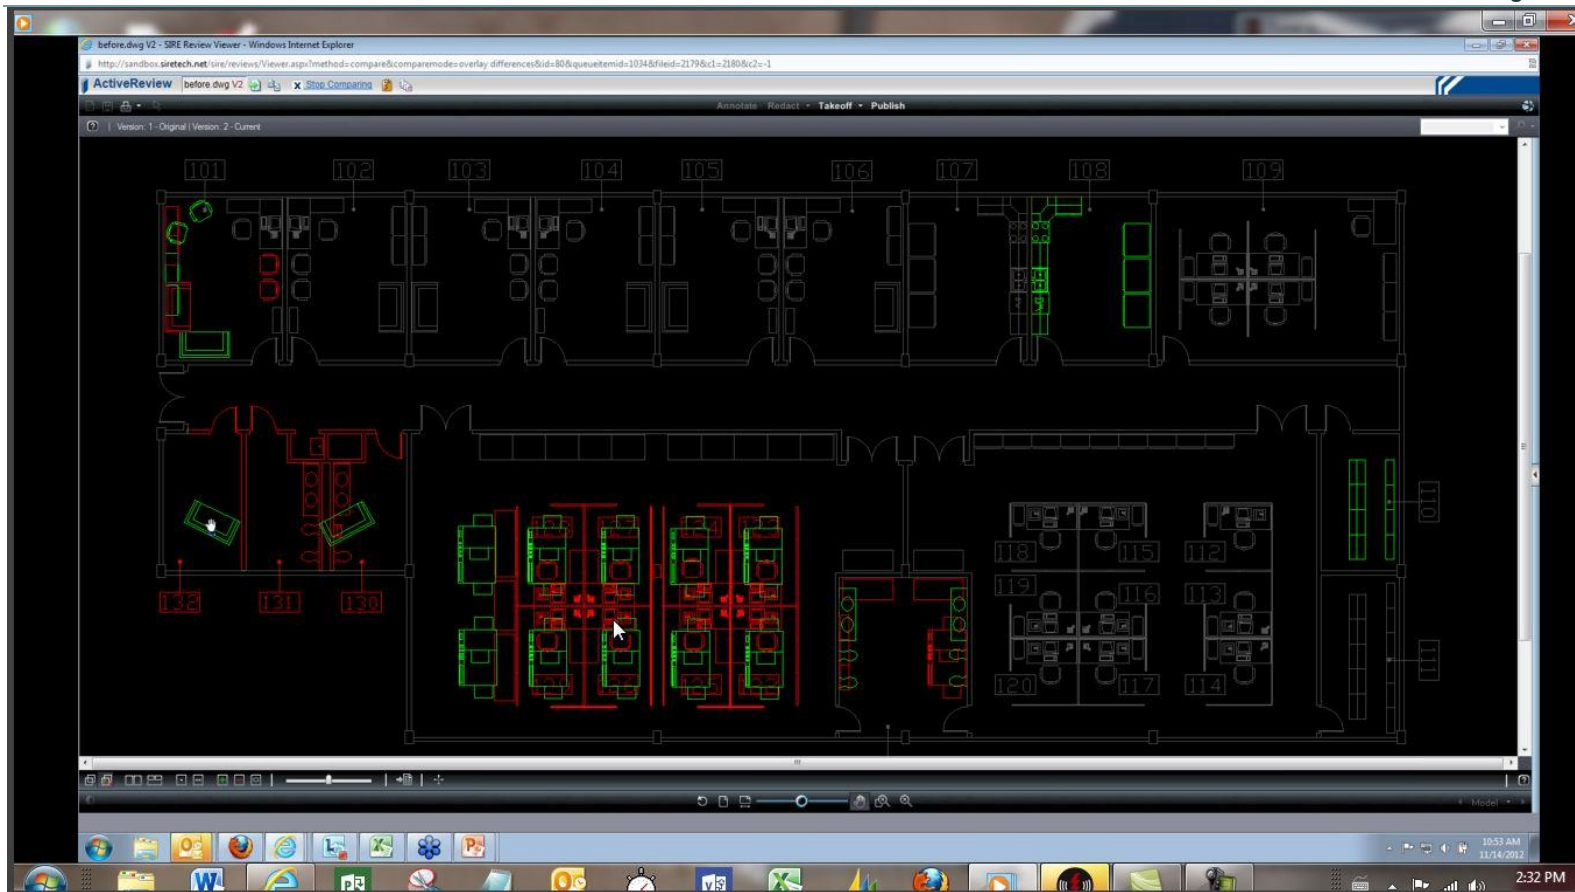 before.dwg V2 - SIRE Review Viewer - Windows Internet Explorer
http://sandbox.siretech.net/sire/reviews/Viewer.aspx?method=compare&comparemode=overlay differences&id=80&queueitemid=1034&fileid=2179&c1=2180&c2=-1
ActiveReview before.dwg V2 x Stop Comparing
Annotate Redact Takeoff Publish
Version: 1 - Original | Version: 2 - Current
101 102 103 104 105 106 107 108 109
110
118 115 112
119 116 113
132 131 130
111
120 117 114
Model
10:53 AM
11/14/2012
2:32 PM